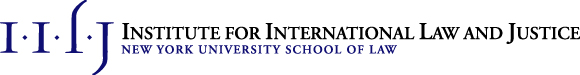 I·I·L·J INSTITUTE FOR INTERNATIONAL LAW AND JUSTICE
NEW YORK UNIVERSITY SCHOOL OF LAW